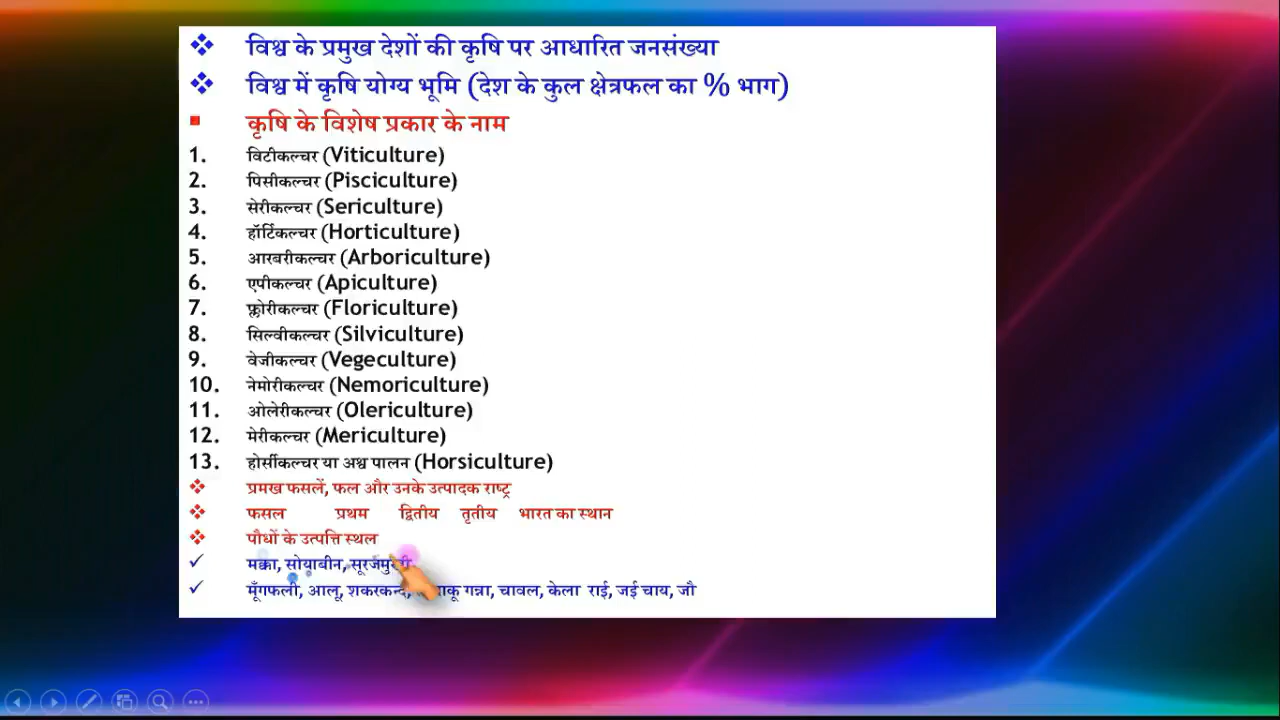 ❖ विश्व के प्रमुख देशों की कृषि पर आधारित जनसंख्या
❖ विश्व में कृषि योग्य भूमि (देश के कुल क्षेत्रफल का % भाग)
▪ कृषि के विशेष प्रकार के नाम
1. विटीकल्चर (Viticulture)
2. पिसीकल्चर (Pisciculture)
3. सेरीकल्चर (Sericulture)
4. हॉर्टिकल्चर (Horticulture)
5. आरबरीकल्चर (Arboriculture)
6. एपीकल्चर (Apiculture)
7. फ्लोरीकल्चर (Floriculture)
8. सिल्वीकल्चर (Silviculture)
9. वेजीकल्चर (Vegeculture)
10. नेमोरीकल्चर (Nemoriculture)
11. ओलेरीकल्चर (Olericulture)
12. मेरीकल्चर (Mericulture)
13. होर्सीकल्चर या अश्व पालन (Horsiculture)
❖ प्रमख फसलें, फल और उनके उत्पादक राष्ट्र
❖ फसल प्रथम द्वितीय तृतीय भारत का स्थान
❖ पौधों के उत्पत्ति स्थल
✓ मक्का, सोयाबीन,
✓ मूँगफली, आलू, शकरकन्द, गन्ना, चावल, केला राई, जई चाय, जौ